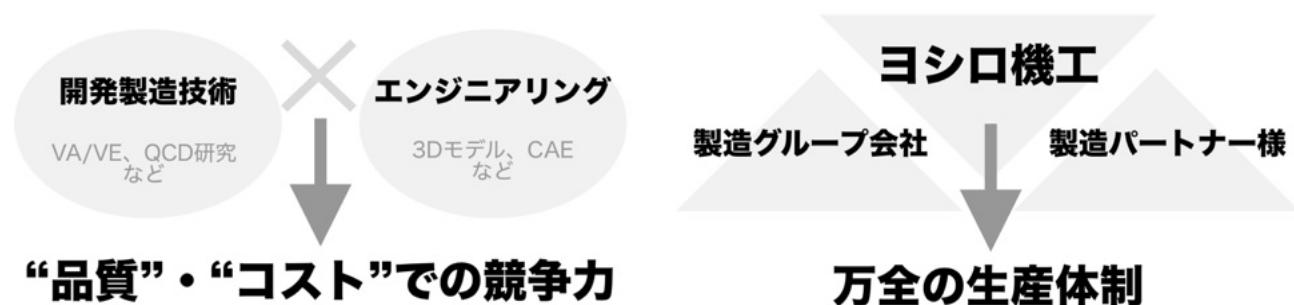 開発製造技術
VA/VE、QCD研究
など
エンジニアリング
3Dモデル、CAE
など
“品質”・“コスト”での競争力
ヨシロ機工
製造グループ会社
製造パートナー様
万全の生産体制